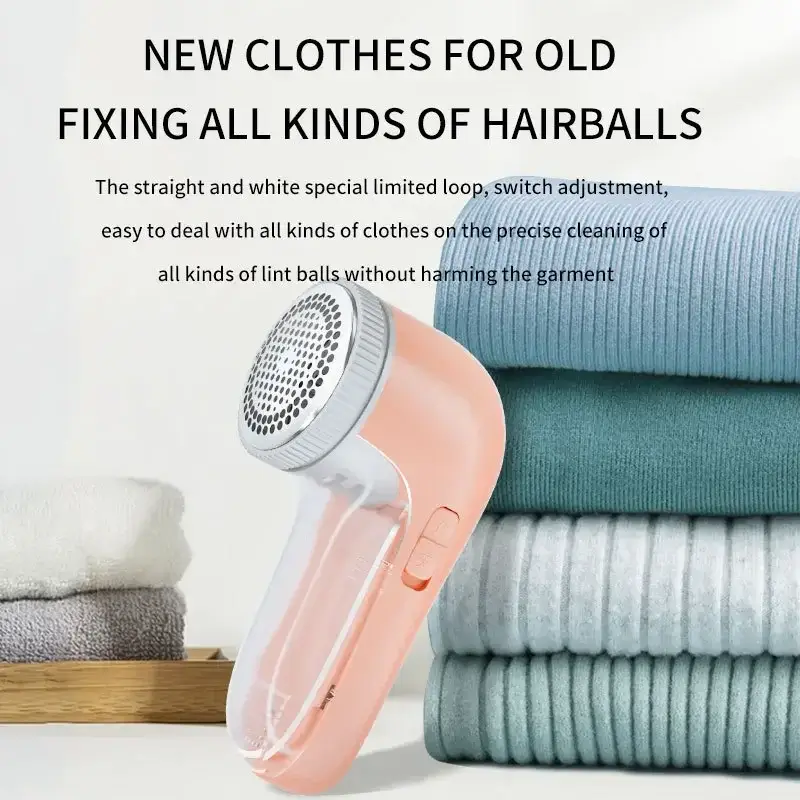 NEW CLOTHES FOR OLD
FIXING ALL KINDS OF HAIRBALLS
The straight and white special limited loop, switch adjustment,
easy to deal with all kinds of clothes on the precise cleaning of
all kinds of lint balls without harming the garment